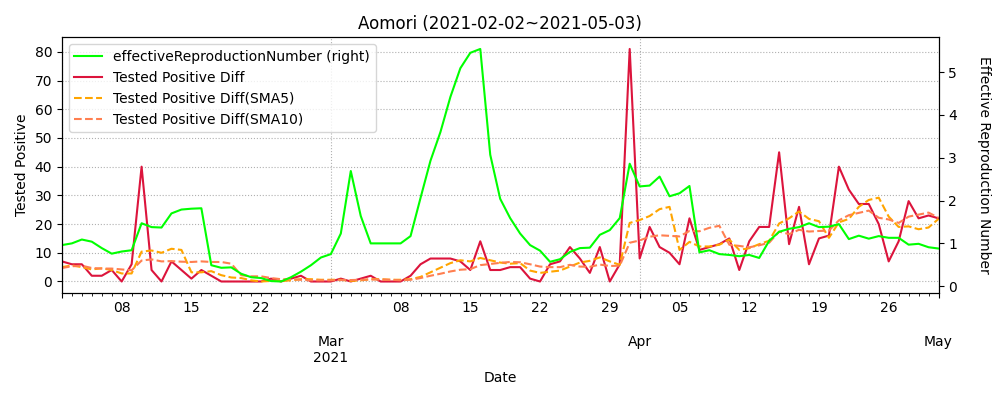 Aomori (2021-02-02~2021-05-03)
effectiveReproductionNumber (right)
Tested Positive Diff
Tested Positive Diff(SMA5)
Tested Positive Diff(SMA10)
Tested Positive
80
70
60
50
40
30
20
10
0
Effective Reproduction Number
5
4
3
2
1
0
08 15 22 08 15 22 29 05 12 19 26
Mar Apr May
2021
Date